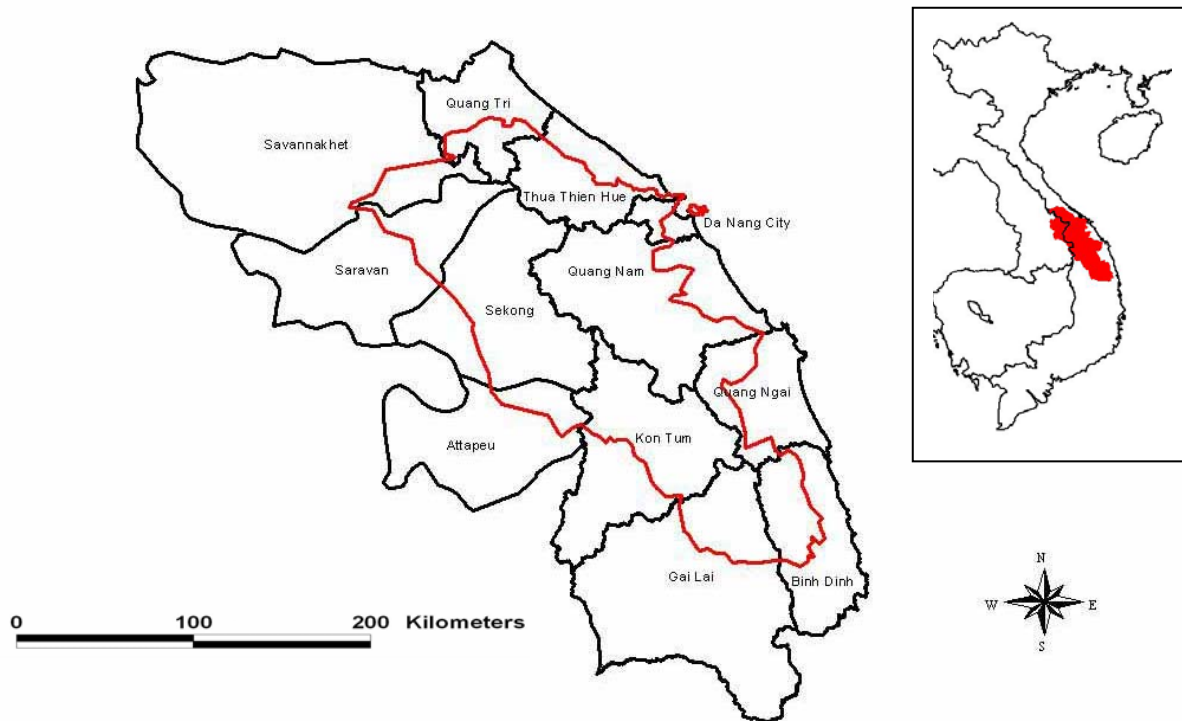 Quang Tri
Savannakhet
Thua Thien Hue
Da Nang City
Saravan
Quang Nam
Sekong
Quang Ngai
Attapeu
Kon Tum
Gai Lai
Binh Dinh
0 100 200 Kilometers
N
W E
S